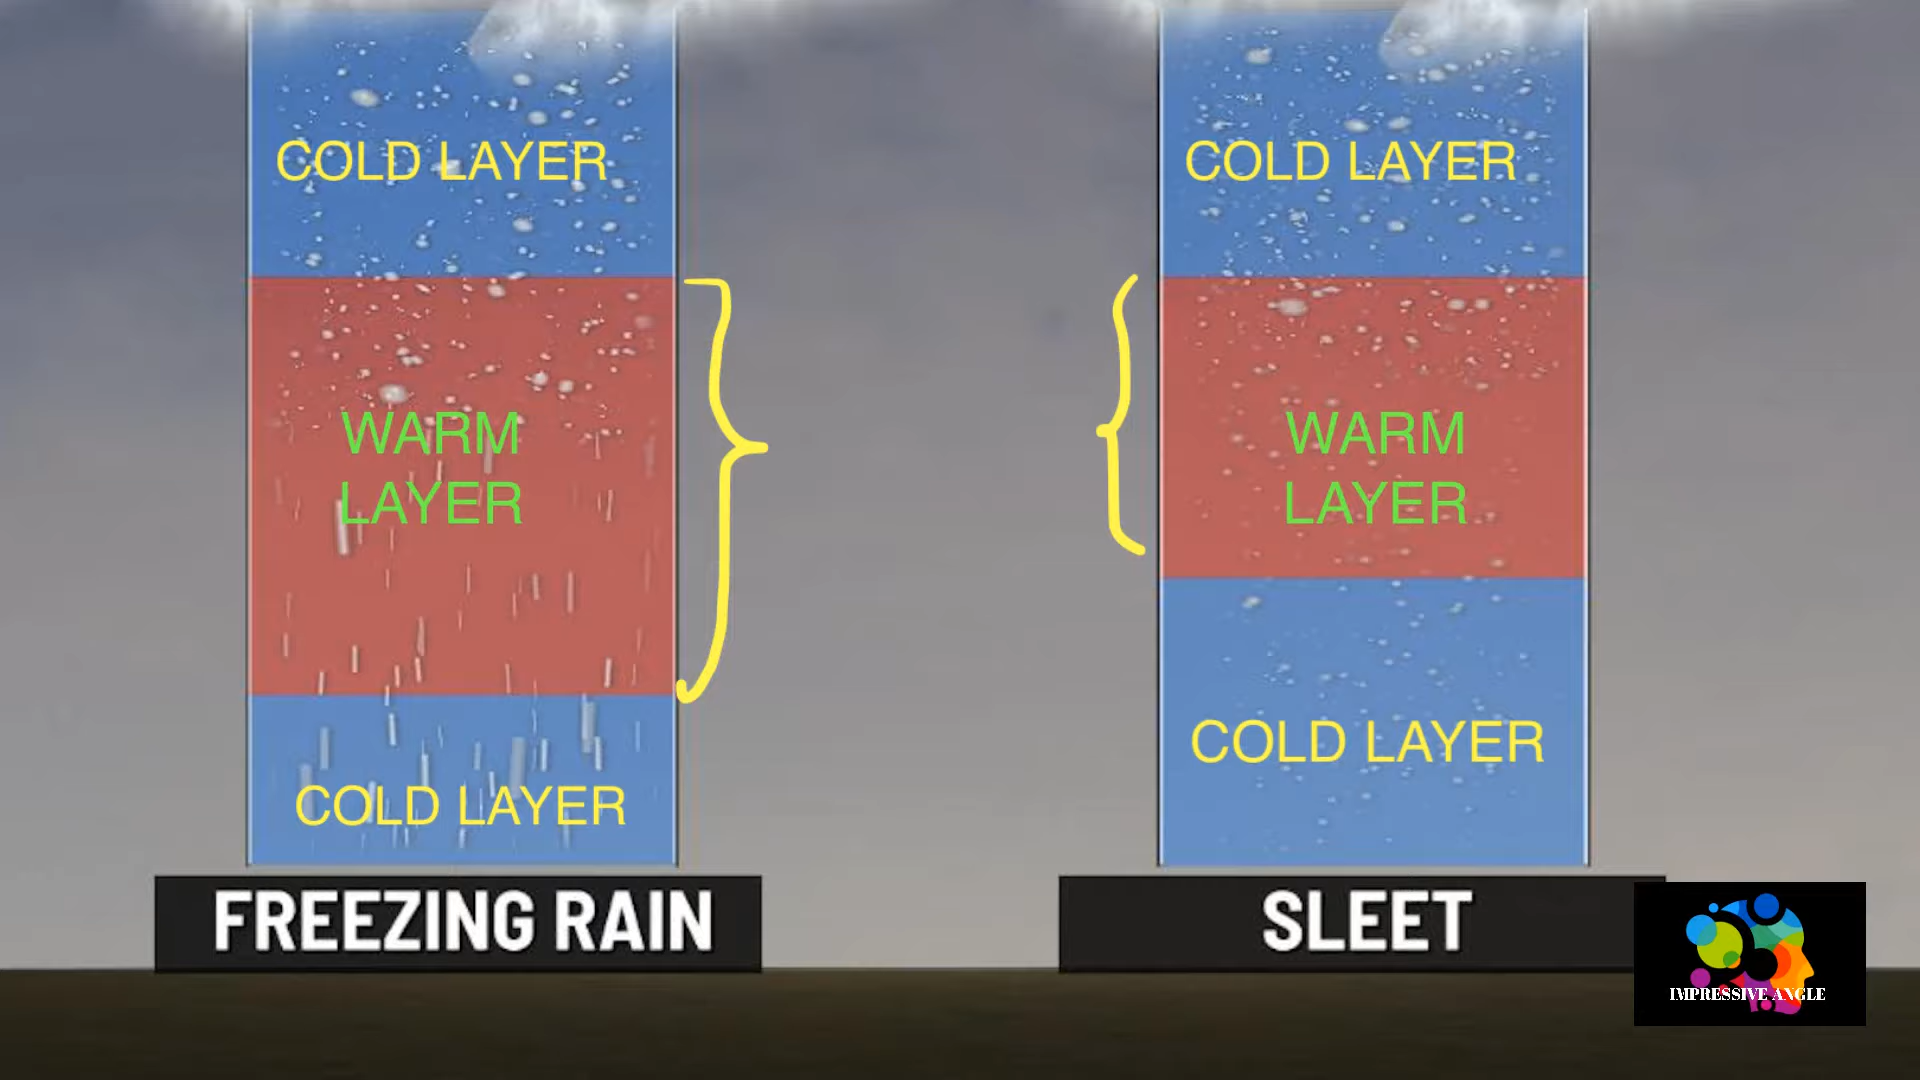 COLD LAYER
WARM
LAYER
COLD LAYER
FREEZING RAIN
COLD LAYER
WARM
LAYER
COLD LAYER
SLEET
IMPRESSIVE ANGLE